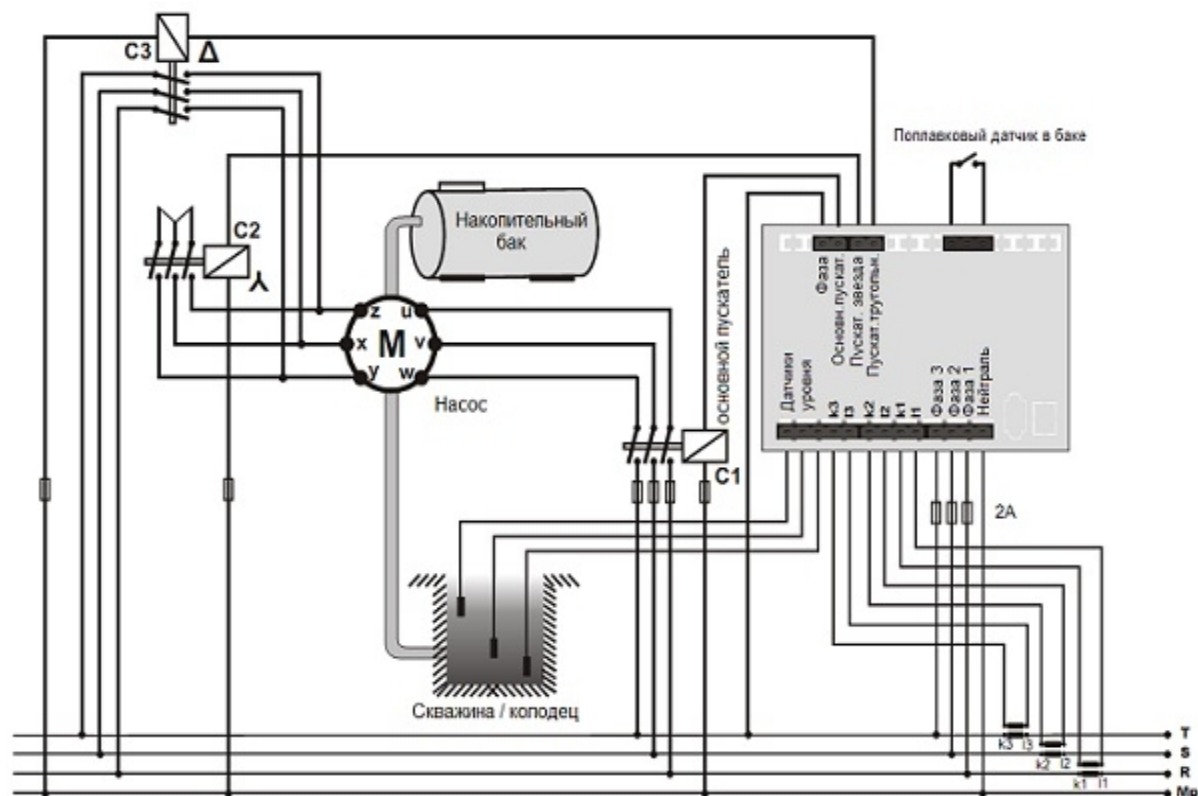 C3 Δ
Поплавковый датчик в баке
C2
Накопительный
бак
основной пускатель
Фаза
Основн.пускат.
Пускат. звезда
Пускат.тругольн.
z u
x M v
y w
Насос
Датчики
уровня
k3
l3
k2
l2
k1
l1
Фаза 3
Фаза 2
Фаза 1
Нейтраль
C1
2A
Скважина / колодец
T
k3 l3
S
k2 l2
R
k1 l1
Mp